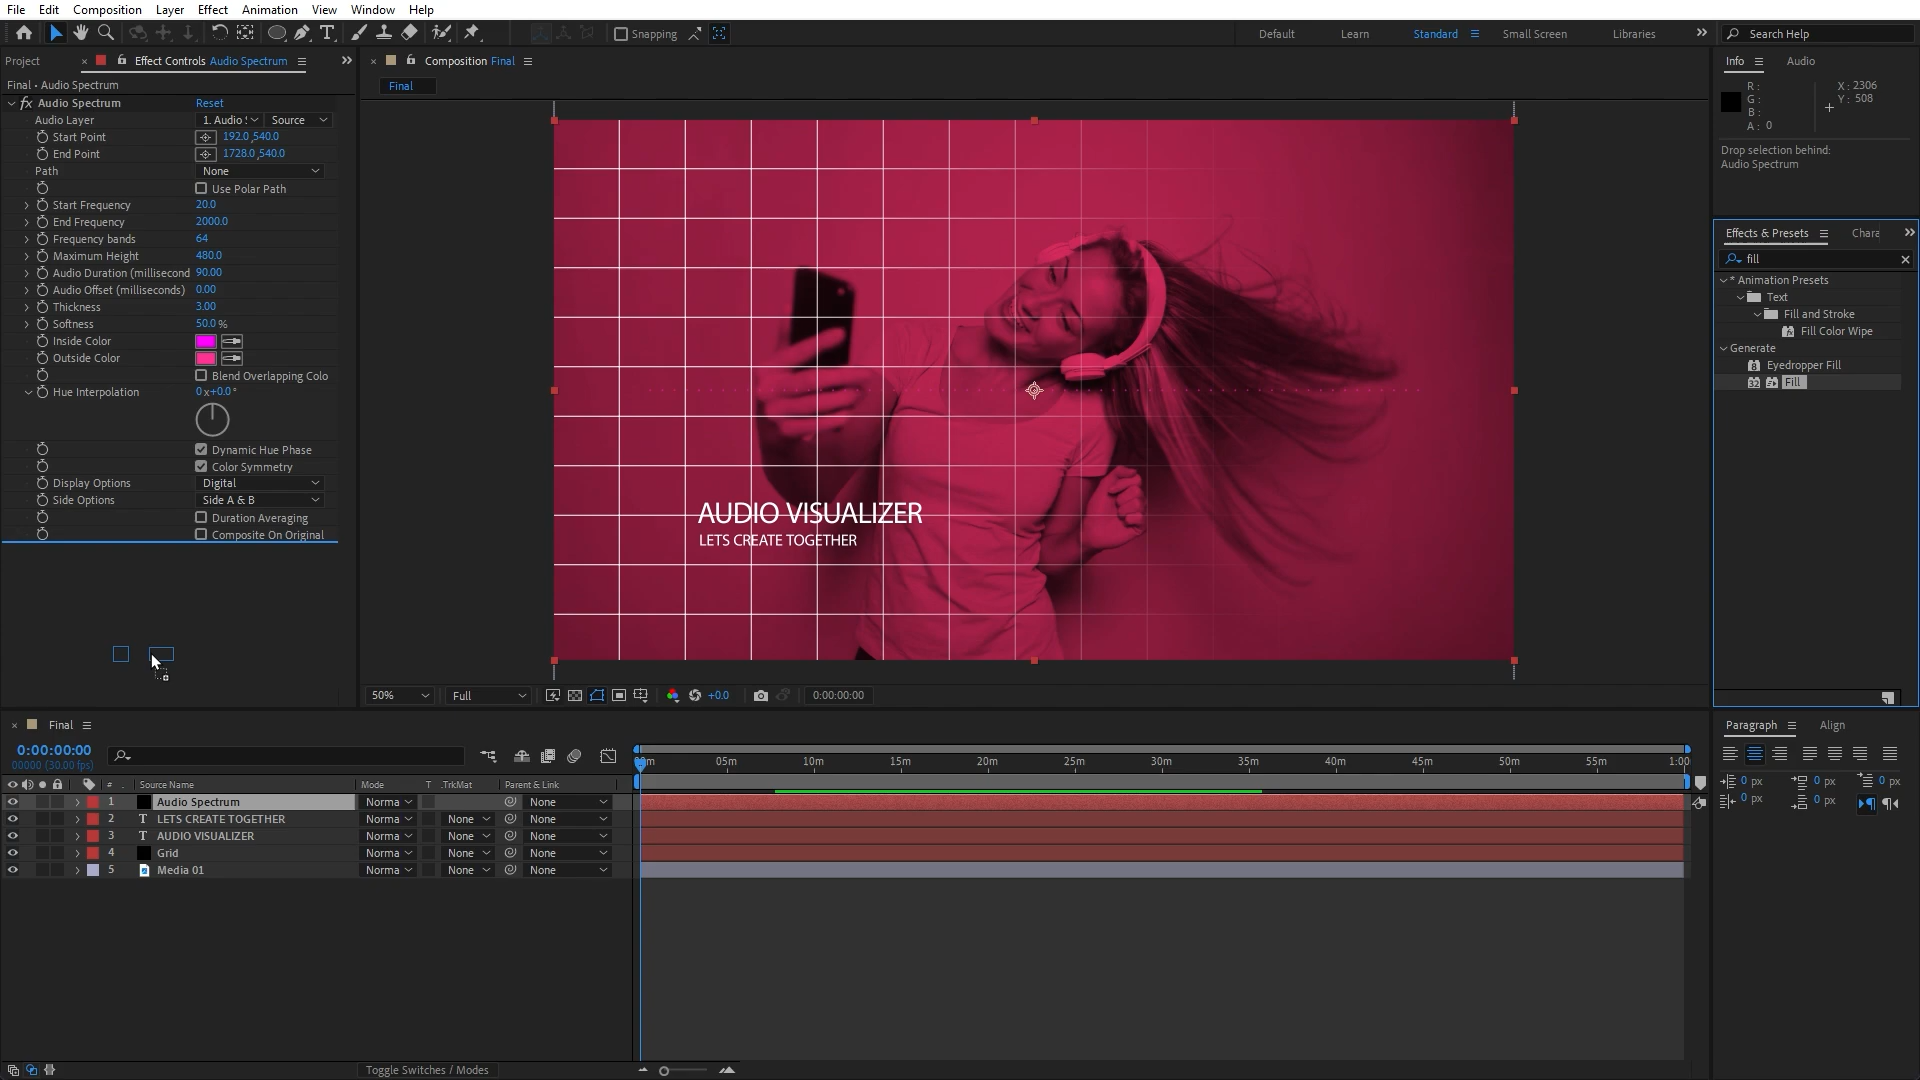 File Edit Composition Layer Effect Animation View Window Help
Snapping
Default Learn Standard Small Screen Libraries
Search Help
Project
Effect Controls Audio Spectrum
Composition Final
Info Audio
Final • Audio Spectrum
Final
R :
G :
B :
A : 0
X : 2306
Y : 508
fx Audio Spectrum Reset
Audio Layer 1. Audio Source
Start Point 192.0,540.0
End Point 1728.0,540.0
Path None
Use Polar Path
Start Frequency 20.0
End Frequency 2000.0
Frequency bands 64
Maximum Height 480.0
Audio Duration (millisecond 90.00
Audio Offset (milliseconds) 0.00
Thickness 3.00
Softness 50.0 %
Inside Color
Outside Color
Blend Overlapping Colo
Hue Interpolation 0 x+0.0 °
Dynamic Hue Phase
Color Symmetry
Display Options Digital
Side Options Side A & B
Duration Averaging
Composite On Original
Drop selection behind:
Audio Spectrum
Effects & Presets Chara
fill
* Animation Presets
Text
Fill and Stroke
Fill Color Wipe
Generate
Eyedropper Fill
32 Fill
AUDIO VISUALIZER
LETS CREATE TOGETHER
50% Full +0.0 0:00:00:00
Final
0:00:00:00
00000 (30.00 fps)
05m 10m 15m 20m 25m 30m 35m 40m 45m 50m 55m 1:00
# Source Name Mode T .TrkMat Parent & Link
1 Audio Spectrum Norma None
2 T LETS CREATE TOGETHER Norma None None
3 T AUDIO VISUALIZER Norma None None
4 Grid Norma None None
5 Media 01 Norma None None
Toggle Switches / Modes
Paragraph Align
0 px 0 px 0 px
0 px 0 px